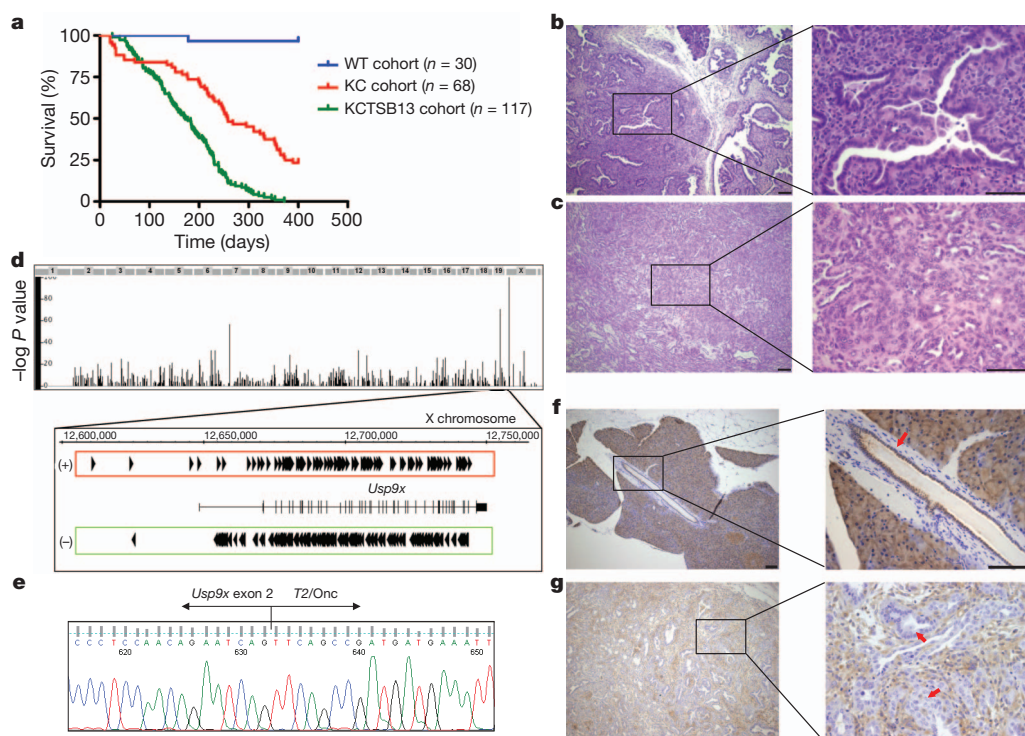 a
100
75
50
25
0
Survival (%)
0 100 200 300 400 500
Time (days)
WT cohort (n = 30)
KC cohort (n = 68)
KCTSB13 cohort (n = 117)
b
c
d
1 2 3 4 5 6 7 8 9 10 11 12 13 14 15 16 17 18 19 X
100
80
60
40
20
0
–log P value
X chromosome
12,600,000 12,650,000 12,700,000 12,750,000
(+)
Usp9x
(–)
e
Usp9x exon 2 T2/Onc
C C C T C C A A C A G A A T C A G T T C A G C C G A T G A T G A A A T T
620 630 640 650
f
g